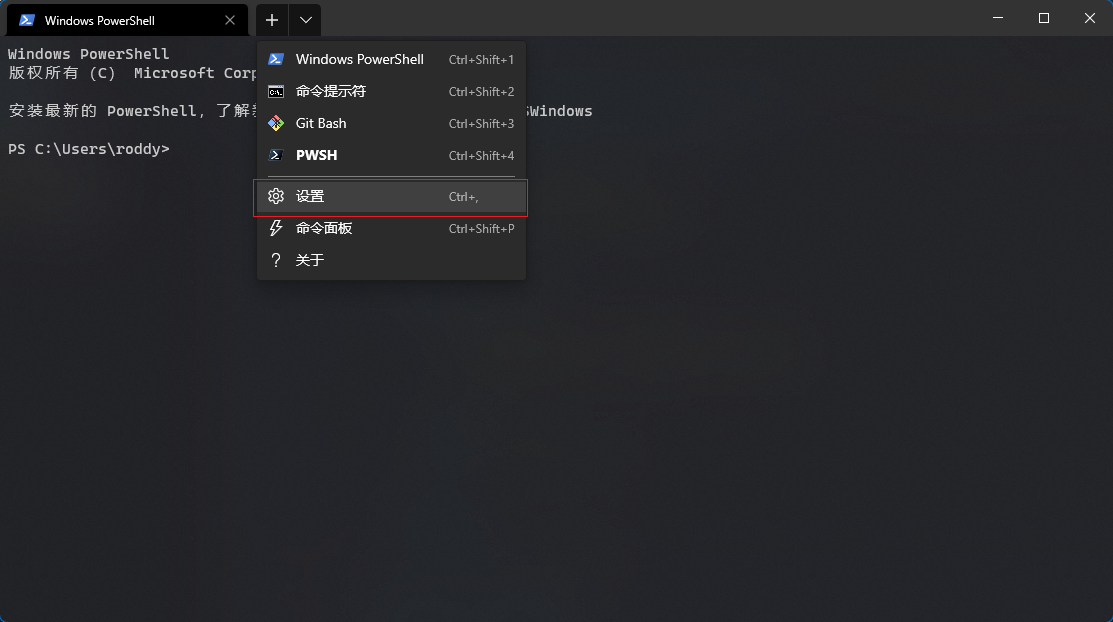 Windows PowerShell
Windows PowerShell
版权所有 (C) Microsoft
安装最新的 PowerShell，了解
Windows
PS C:\Users\roddy>
Windows PowerShell Ctrl+Shift+1
命令提示符 Ctrl+Shift+2
Git Bash Ctrl+Shift+3
PWSH Ctrl+Shift+4
设置 Ctrl+,
命令面板 Ctrl+Shift+P
? 关于